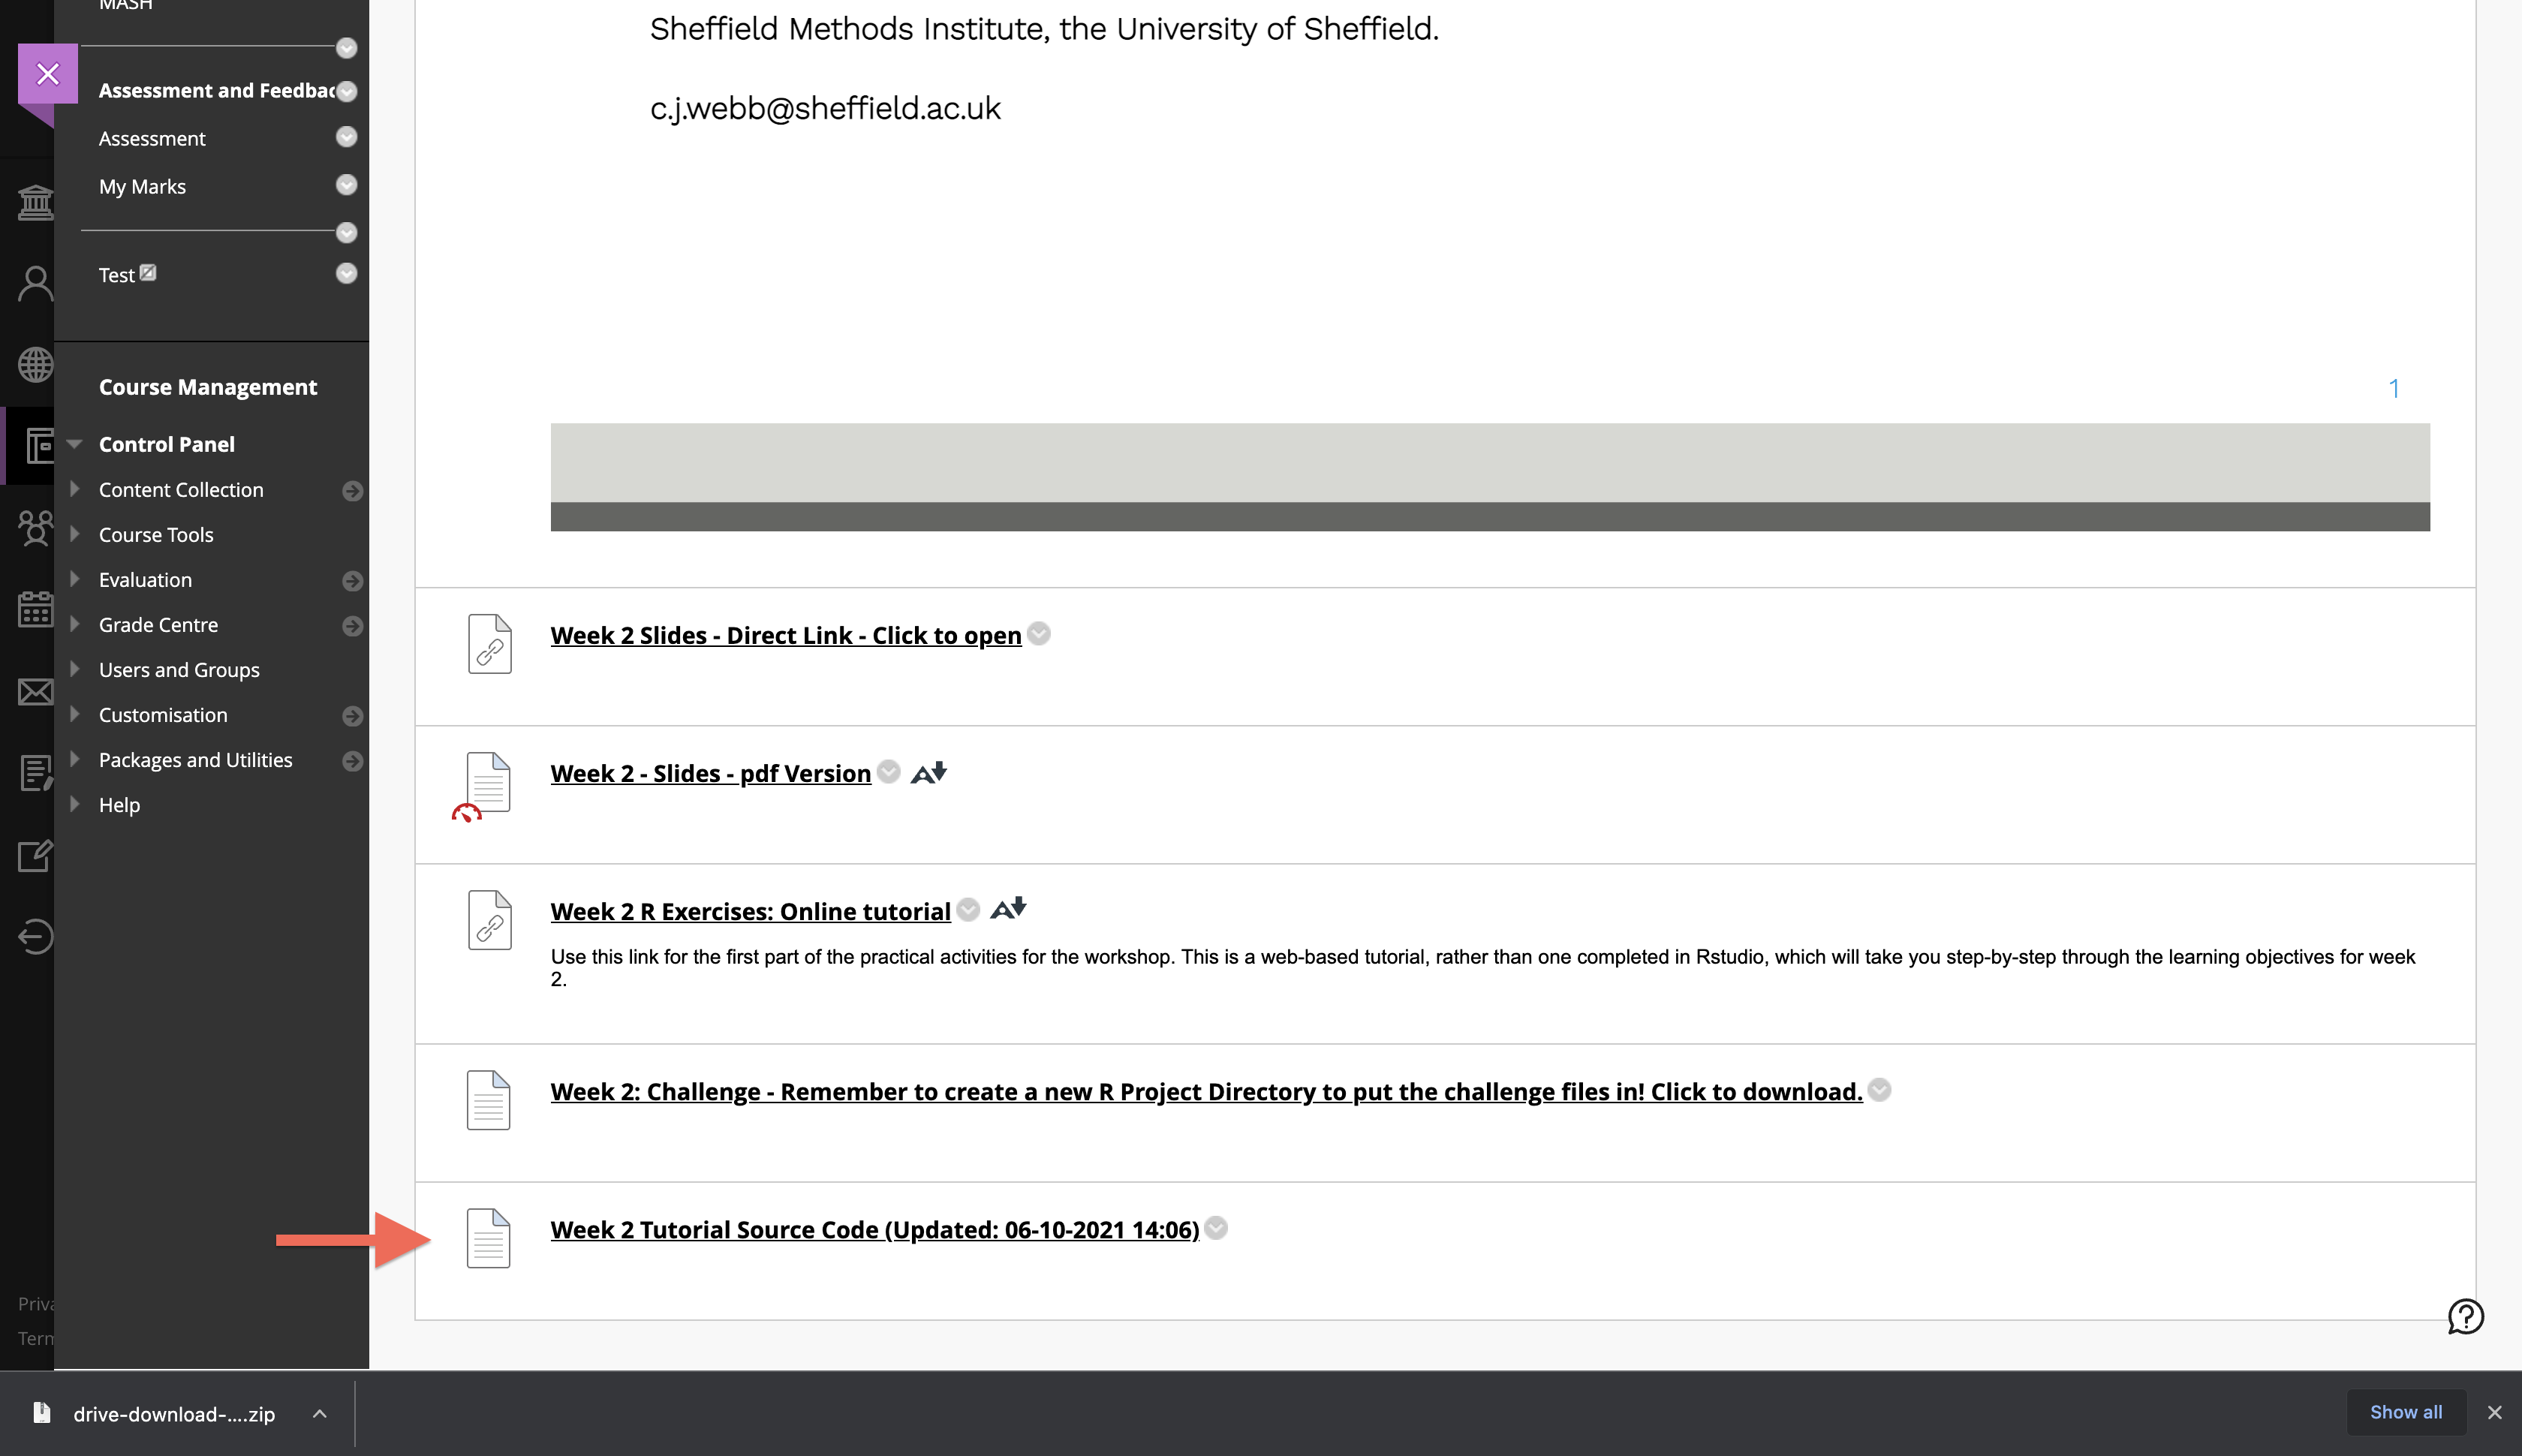 MASH
Assessment and Feedbac
Assessment
My Marks
Test
Course Management
Control Panel
Content Collection
Course Tools
Evaluation
Grade Centre
Users and Groups
Customisation
Packages and Utilities
Help
Priva
Term
Sheffield Methods Institute, the University of Sheffield.
c.j.webb@sheffield.ac.uk
1
Week 2 Slides - Direct Link - Click to open
Week 2 - Slides - pdf Version
Week 2 R Exercises: Online tutorial
Use this link for the first part of the practical activities for the workshop. This is a web-based tutorial, rather than one completed in Rstudio, which will take you step-by-step through the learning objectives for week
2.
Week 2: Challenge - Remember to create a new R Project Directory to put the challenge files in! Click to download.
Week 2 Tutorial Source Code (Updated: 06-10-2021 14:06)
drive-download-....zip
Show all